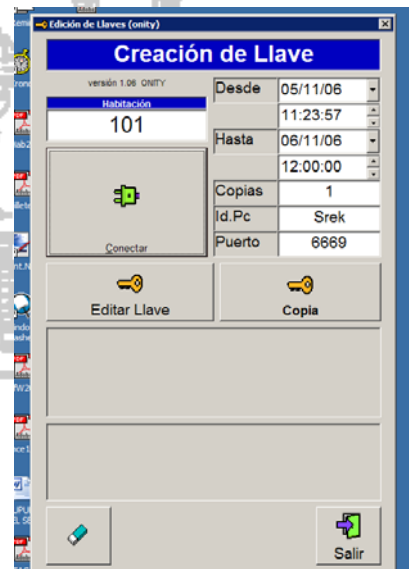 Edición de Llaves (onity)
Creación de Llave
versión 1.06 ONITY
Habitación
101
Desde 05/11/06
11:23:57
Hasta 06/11/06
12:00:00
Copias 1
Id.Pc Srek
Puerto 6669
Conectar
Editar Llave
Copia
Salir